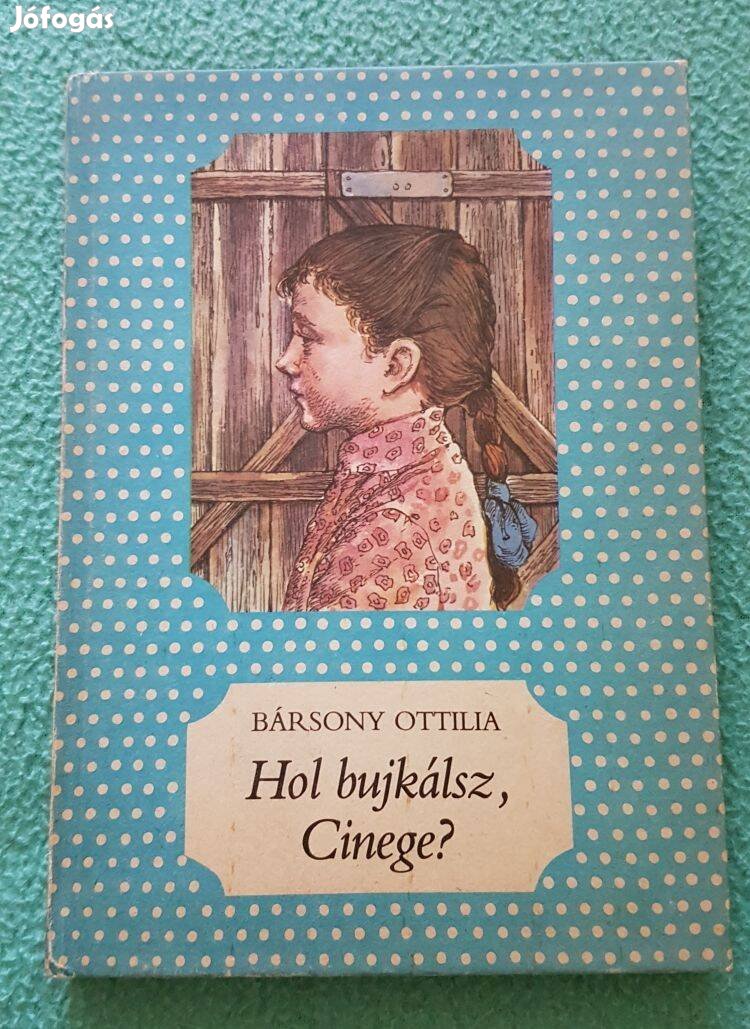 Jófogás
BÁRSONY OTTILIA
Hol bujkálsz,
Cinege?